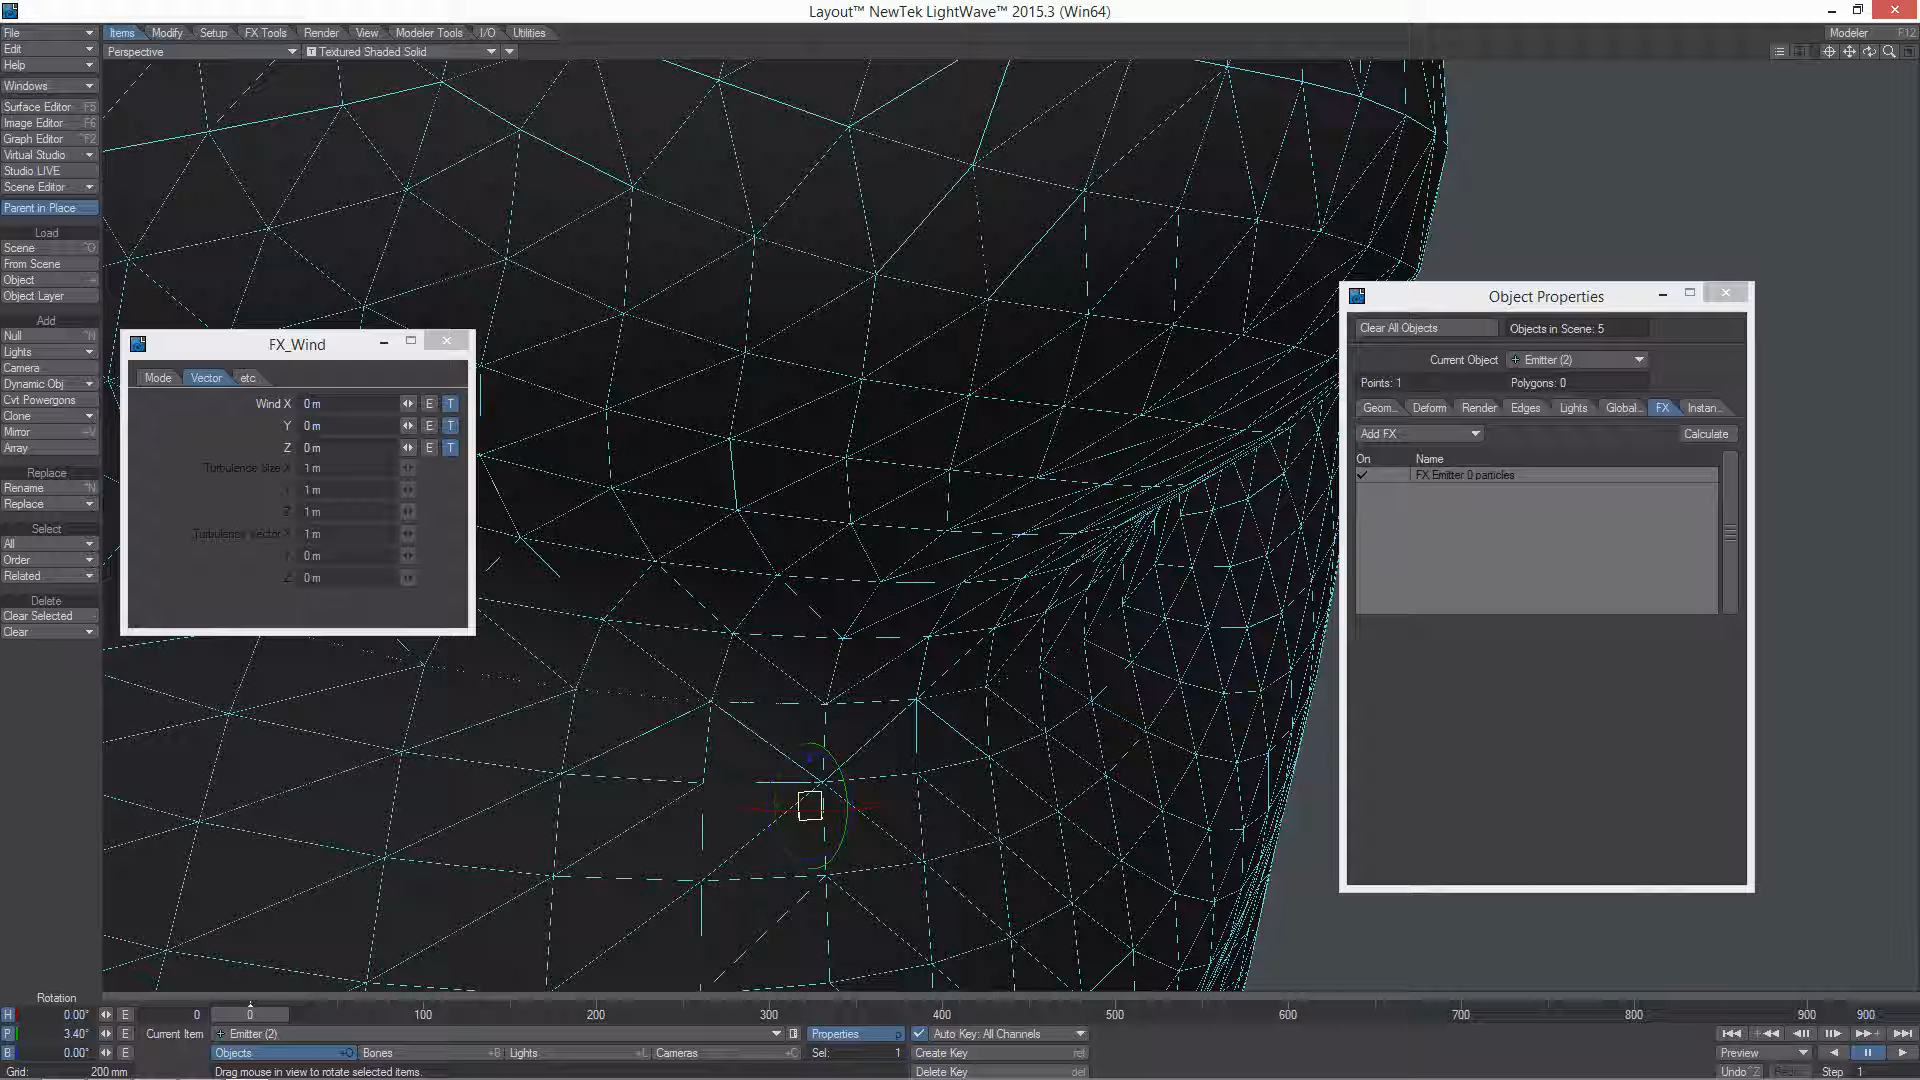 Layout™ NewTek LightWave™ 2015.3 (Win64)
File Items Modify Setup FX Tools Render View Modeler Tools I/O Utilities Modeler F12
Edit Perspective T Textured Shaded Solid
Help
Windows
Surface Editor F5
Image Editor F6
Graph Editor ^F2
Virtual Studio
Studio LIVE
Scene Editor
Parent in Place
Load
Scene ^O
From Scene
Object
Object Layer
Add
Null ^N
Lights
Camera
Dynamic Obj
Cvt Powergons
Clone
Mirror
Array
Replace
Rename ^N
Replace
Select
All
Order
Related
Delete
Clear Selected -
Clear
FX_Wind
Mode Vector etc
Wind X 0 m E T
Y 0 m E T
Z 0 m E T
Turbulence Size X 1 m
Y 1 m
Z 1 m
Turbulence Vector X 1 m
Y 0 m
Z 0 m
Object Properties
Clear All Objects Objects in Scene: 5
Current Object + Emitter (2)
Points: 1 Polygons: 0
Geom... Deform Render Edges Lights Global... FX Instan...
Add FX Calculate
On Name
FX Emitter 0 particles
Rotation
H 0.00° E 0 0 100 200 300 400 500 600 700 800 900 900
P 3.40° E Current Item + Emitter (2) Properties p Auto Key: All Channels
B 0.00° E Objects +O Bones +B Lights +L Cameras +C Sel: 1 Create Key ret Preview
Grid: 200 mm Drag mouse in view to rotate selected items. Delete Key del Undo ^Z Step 1